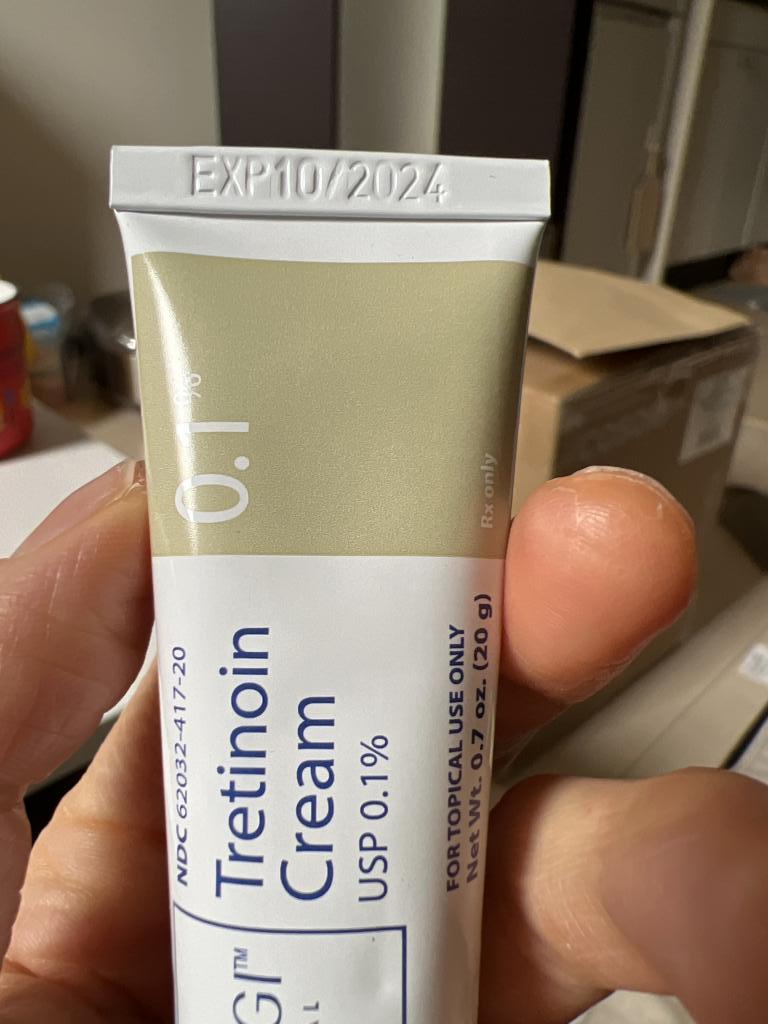 EXP10/2024
0.1%
Rx only
NDC 62032-417-20
Tretinoin
Cream
USP 0.1%
FOR TOPICAL USE ONLY
Net Wt. 0.7 oz. (20 g)
GI™